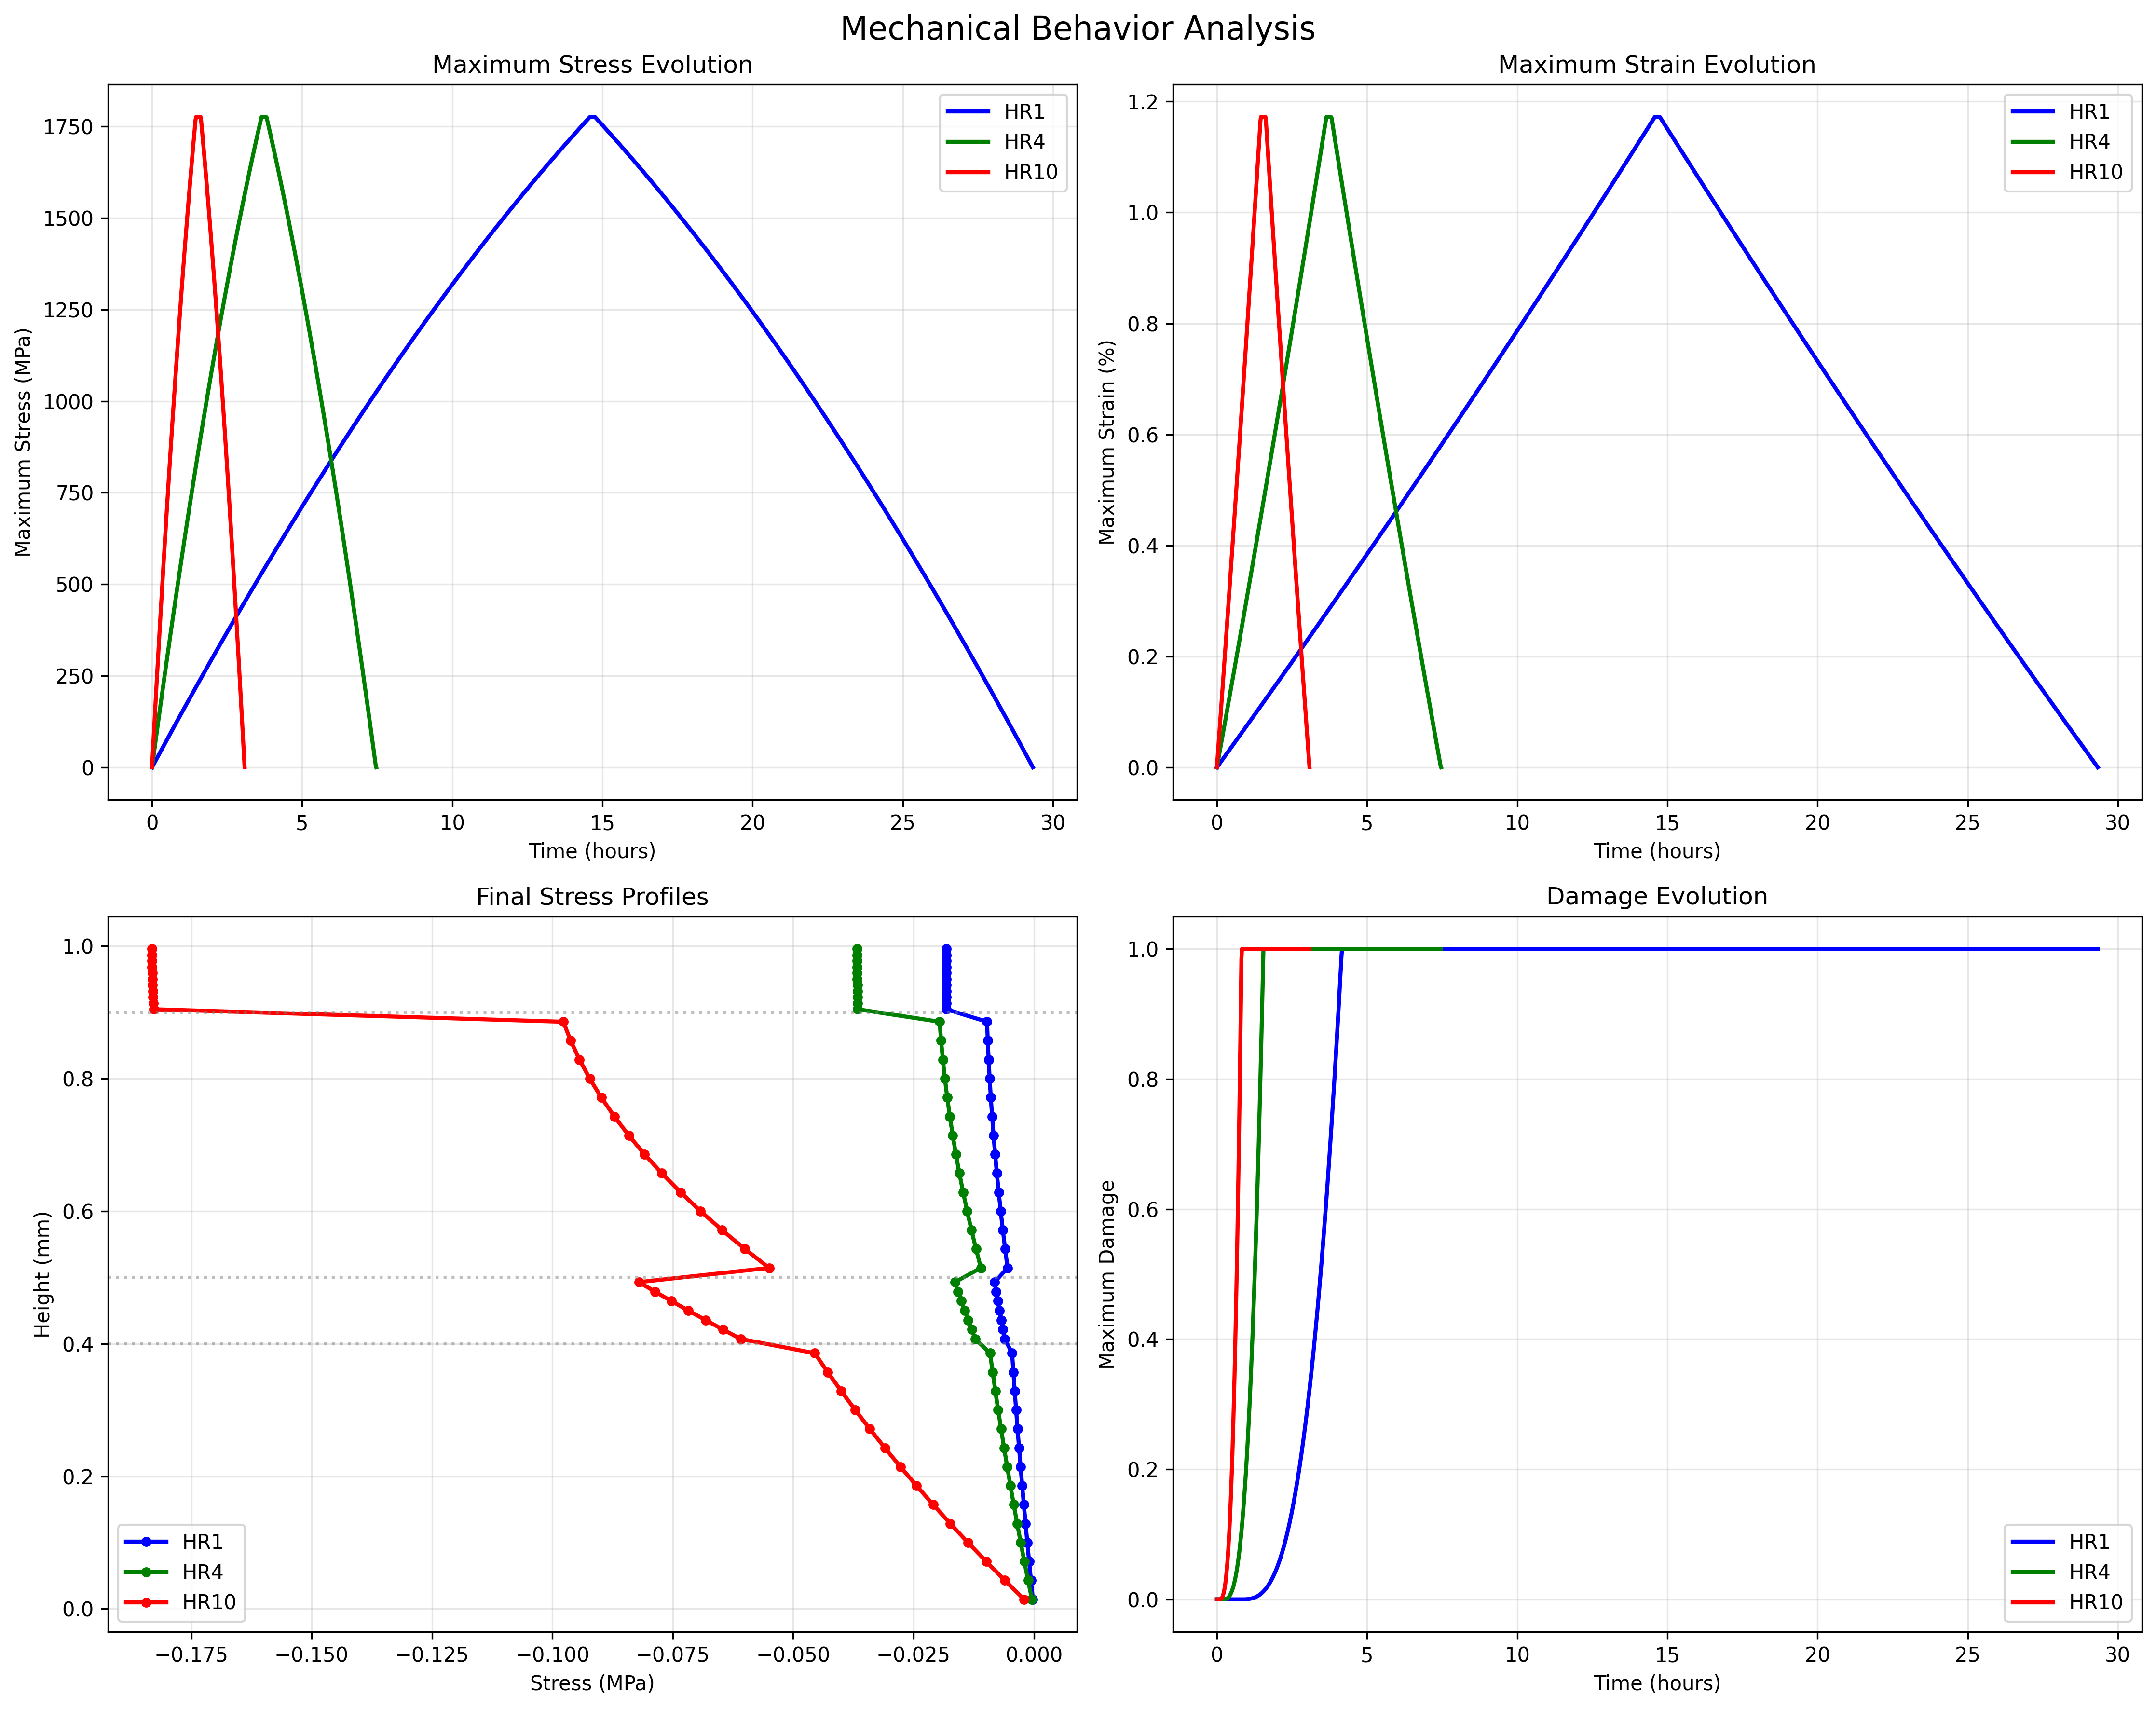 Mechanical Behavior Analysis
Maximum Stress Evolution
Maximum Stress (MPa)
1750
1500
1250
1000
750
500
250
0
0 5 10 15 20 25 30
Time (hours)
HR1
HR4
HR10
Maximum Strain Evolution
Maximum Strain (%)
1.2
1.0
0.8
0.6
0.4
0.2
0.0
0 5 10 15 20 25 30
Time (hours)
HR1
HR4
HR10
Final Stress Profiles
Height (mm)
1.0
0.8
0.6
0.4
0.2
0.0
−0.175 −0.150 −0.125 −0.100 −0.075 −0.050 −0.025 0.000
Stress (MPa)
HR1
HR4
HR10
Damage Evolution
Maximum Damage
1.0
0.8
0.6
0.4
0.2
0.0
0 5 10 15 20 25 30
Time (hours)
HR1
HR4
HR10